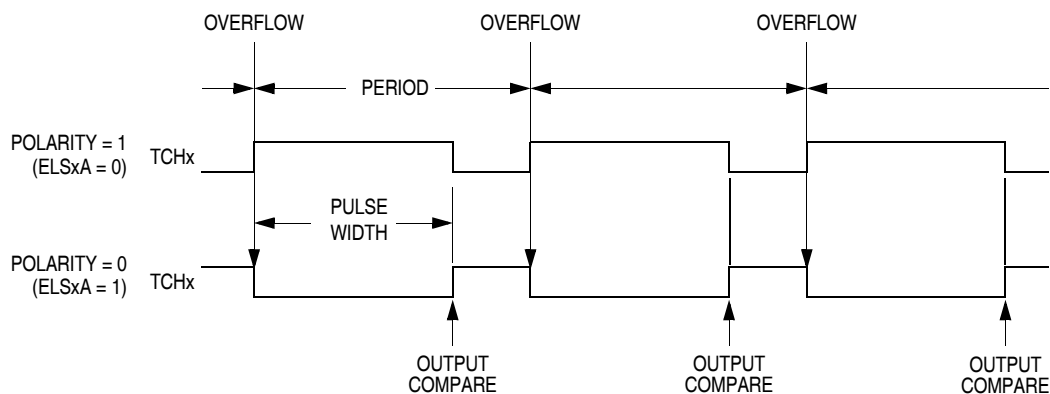 OVERFLOW
OVERFLOW
OVERFLOW
PERIOD
POLARITY = 1
(ELSxA = 0)
TCHx
PULSE
WIDTH
POLARITY = 0
(ELSxA = 1)
TCHx
OUTPUT
COMPARE
OUTPUT
COMPARE
OUTPUT
COMPARE